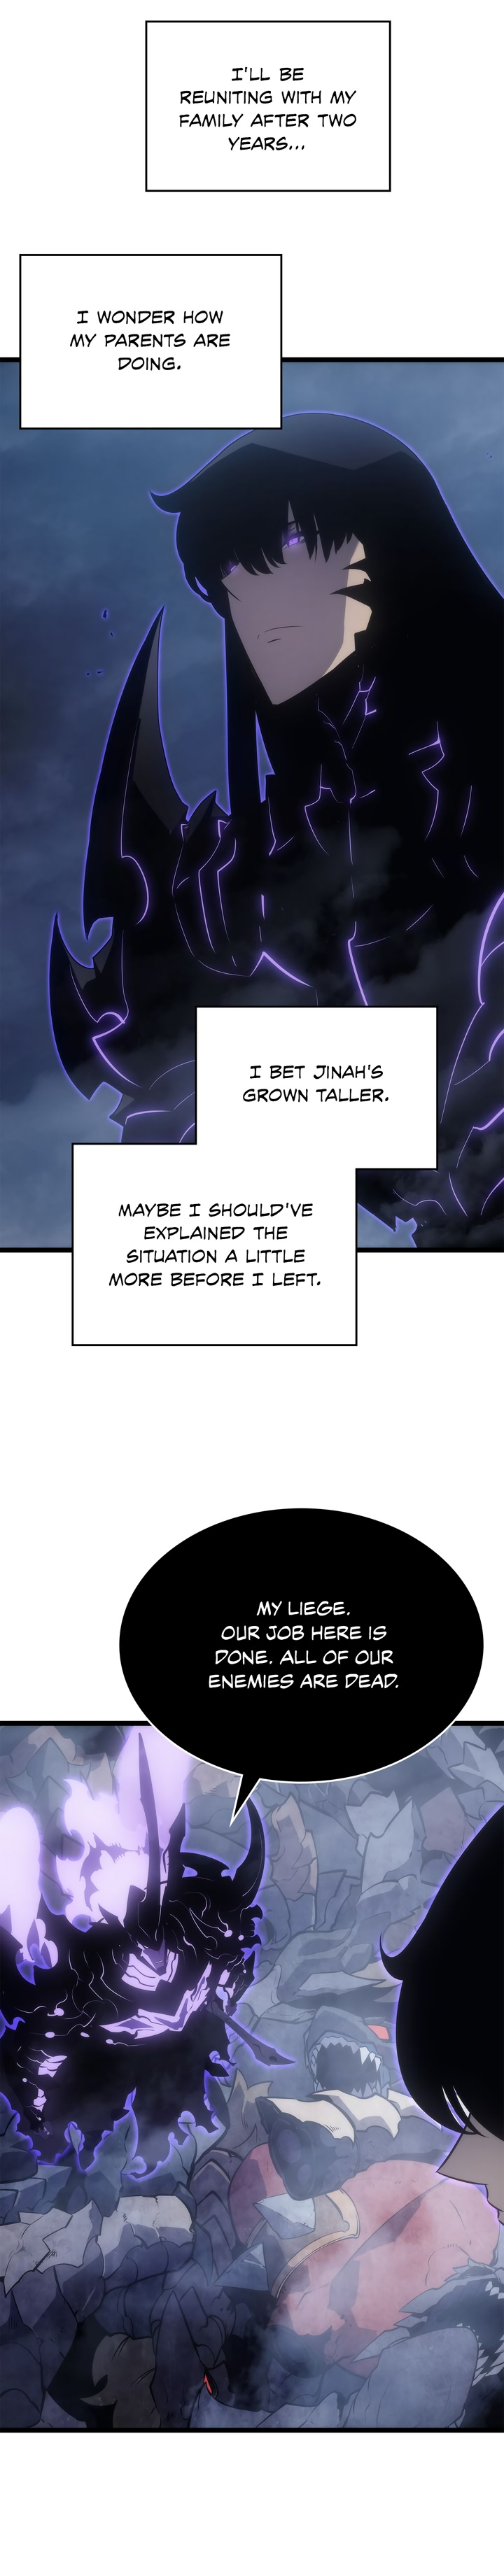 I'LL BE
REUNITING WITH MY
FAMILY AFTER TWO
YEARS...
I WONDER HOW
MY PARENTS ARE
DOING.
I BET JINAH'S
GROWN TALLER.
MAYBE I SHOULD'VE
EXPLAINED THE
SITUATION A LITTLE
MORE BEFORE I LEFT.
MY LIEGE.
OUR JOB HERE IS
DONE. ALL OF OUR
ENEMIES ARE DEAD.